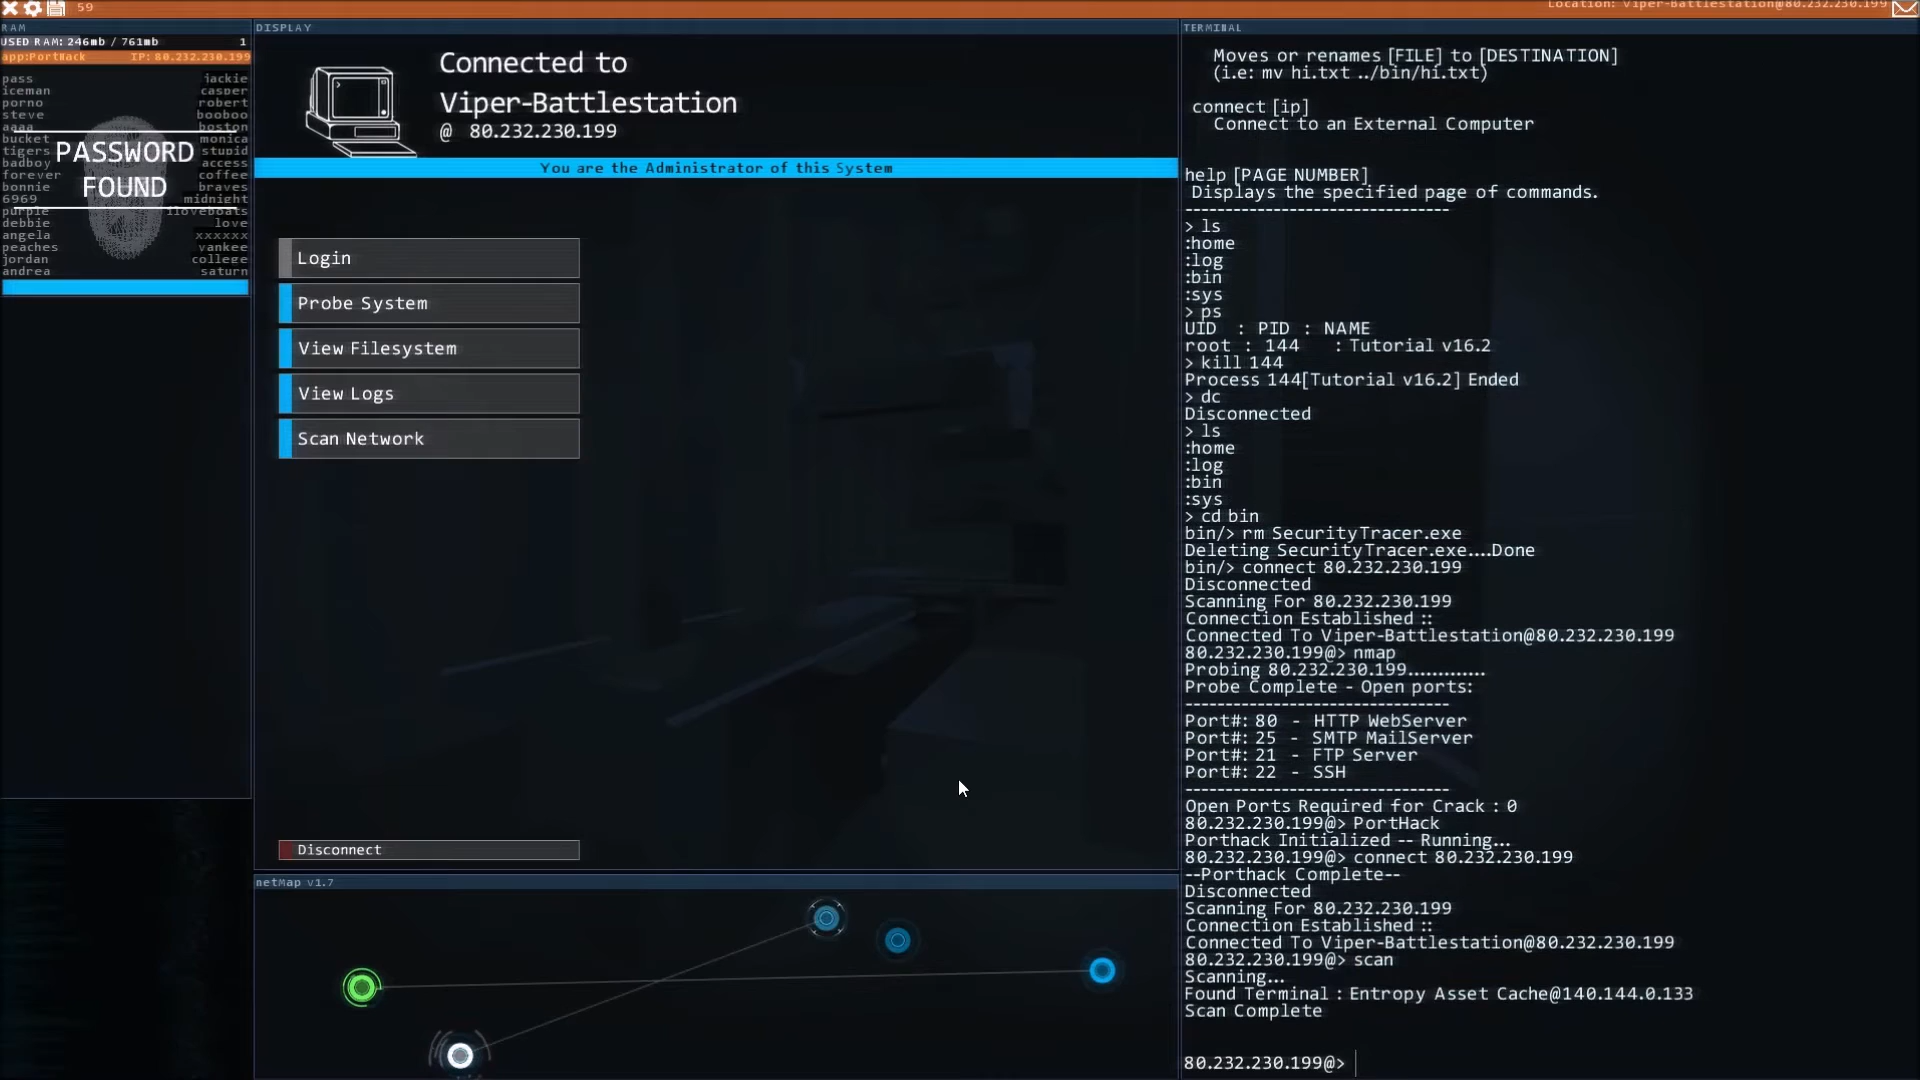 59
Location: Viper-Battlestation@80.232.230.199
RAM
USED RAM: 246mb / 761mb 1
app:PortHack IP: 80.232.230.199
pass jackie
iceman casper
porno robert
steve booboo
aaaa boston
bucket monica
tigers stupid
badboy access
forever coffee
bonnie braves
6969 midnight
purple iloveboats
debbie love
angela xxxxxx
peaches yankee
jordan college
andrea saturn
PASSWORD
FOUND
DISPLAY
Connected to
Viper-Battlestation
@ 80.232.230.199
You are the Administrator of this System
Login
Probe System
View Filesystem
View Logs
Scan Network
Disconnect
netMap v1.7
TERMINAL
Moves or renames [FILE] to [DESTINATION]
(i.e: mv hi.txt ../bin/hi.txt)
connect [ip]
Connect to an External Computer
help [PAGE NUMBER]
Displays the specified page of commands.
--------------------------------
> ls
:home
:log
:bin
:sys
> ps
UID : PID : NAME
root : 144 : Tutorial v16.2
> kill 144
Process 144[Tutorial v16.2] Ended
> dc
Disconnected
> ls
:home
:log
:bin
:sys
> cd bin
bin/> rm SecurityTracer.exe
Deleting SecurityTracer.exe....Done
bin/> connect 80.232.230.199
Disconnected
Scanning For 80.232.230.199
Connection Established ::
Connected To Viper-Battlestation@80.232.230.199
80.232.230.199@> nmap
Probing 80.232.230.199.............
Probe Complete - Open ports:
--------------------------------
Port#: 80 - HTTP WebServer
Port#: 25 - SMTP MailServer
Port#: 21 - FTP Server
Port#: 22 - SSH
--------------------------------
Open Ports Required for Crack : 0
80.232.230.199@> PortHack
Porthack Initialized -- Running...
80.232.230.199@> connect 80.232.230.199
--Porthack Complete--
Disconnected
Scanning For 80.232.230.199
Connection Established ::
Connected To Viper-Battlestation@80.232.230.199
80.232.230.199@> scan
Scanning...
Found Terminal : Entropy Asset Cache@140.144.0.133
Scan Complete
80.232.230.199@>